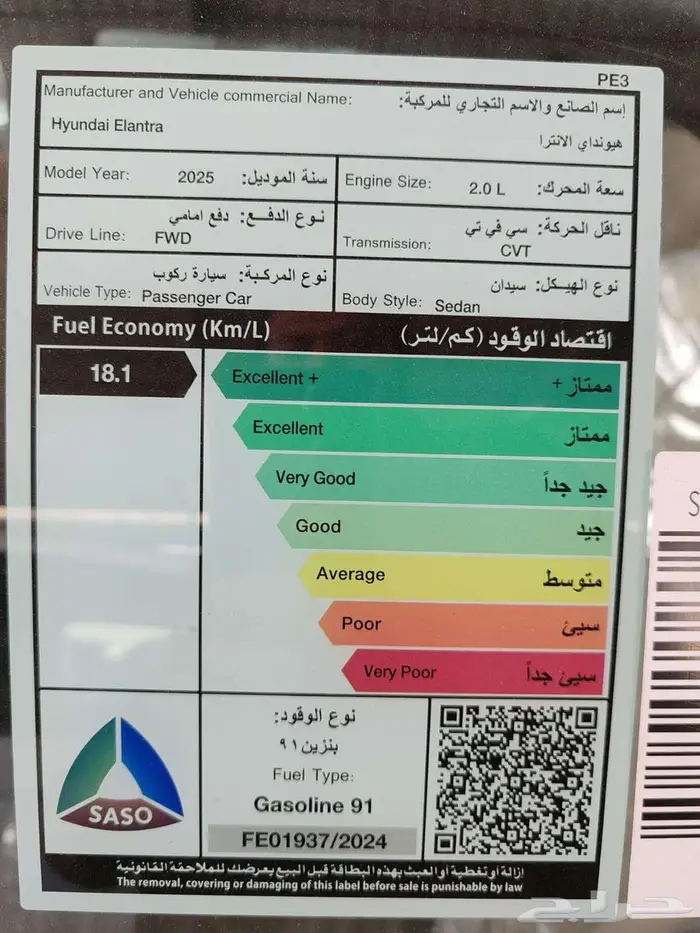 PE3
Manufacturer and Vehicle commercial Name: إسم الصانع والاسم التجاري للمركبة:
Hyundai Elantra هيونداي الانترا
Model Year: 2025 سنة الموديل:
Engine Size: 2.0 L سعة المحرك:
نوع الدفع: دفع امامي
Drive Line: FWD
ناقل الحركة: سي في تي
Transmission: CVT
نوع المركبة: سيارة ركوب
Vehicle Type: Passenger Car
نوع الهيكل: سيدان
Body Style: Sedan
Fuel Economy (Km/L) اقتصاد الوقود (كم/لتر)
18.1
Excellent + ممتاز +
Excellent ممتاز
Very Good جيد جداً
Good جيد
Average متوسط
Poor سيئ
Very Poor سيئ جداً
SASO
نوع الوقود:
بنزين ٩١
Fuel Type:
Gasoline 91
FE01937/2024
إزالة أو تغطية أو العبث بهذه البطاقة قبل البيع يعرضك للملاحقة القانونية
The removal, covering or damaging of this label before sale is punishable by law
S
حراج